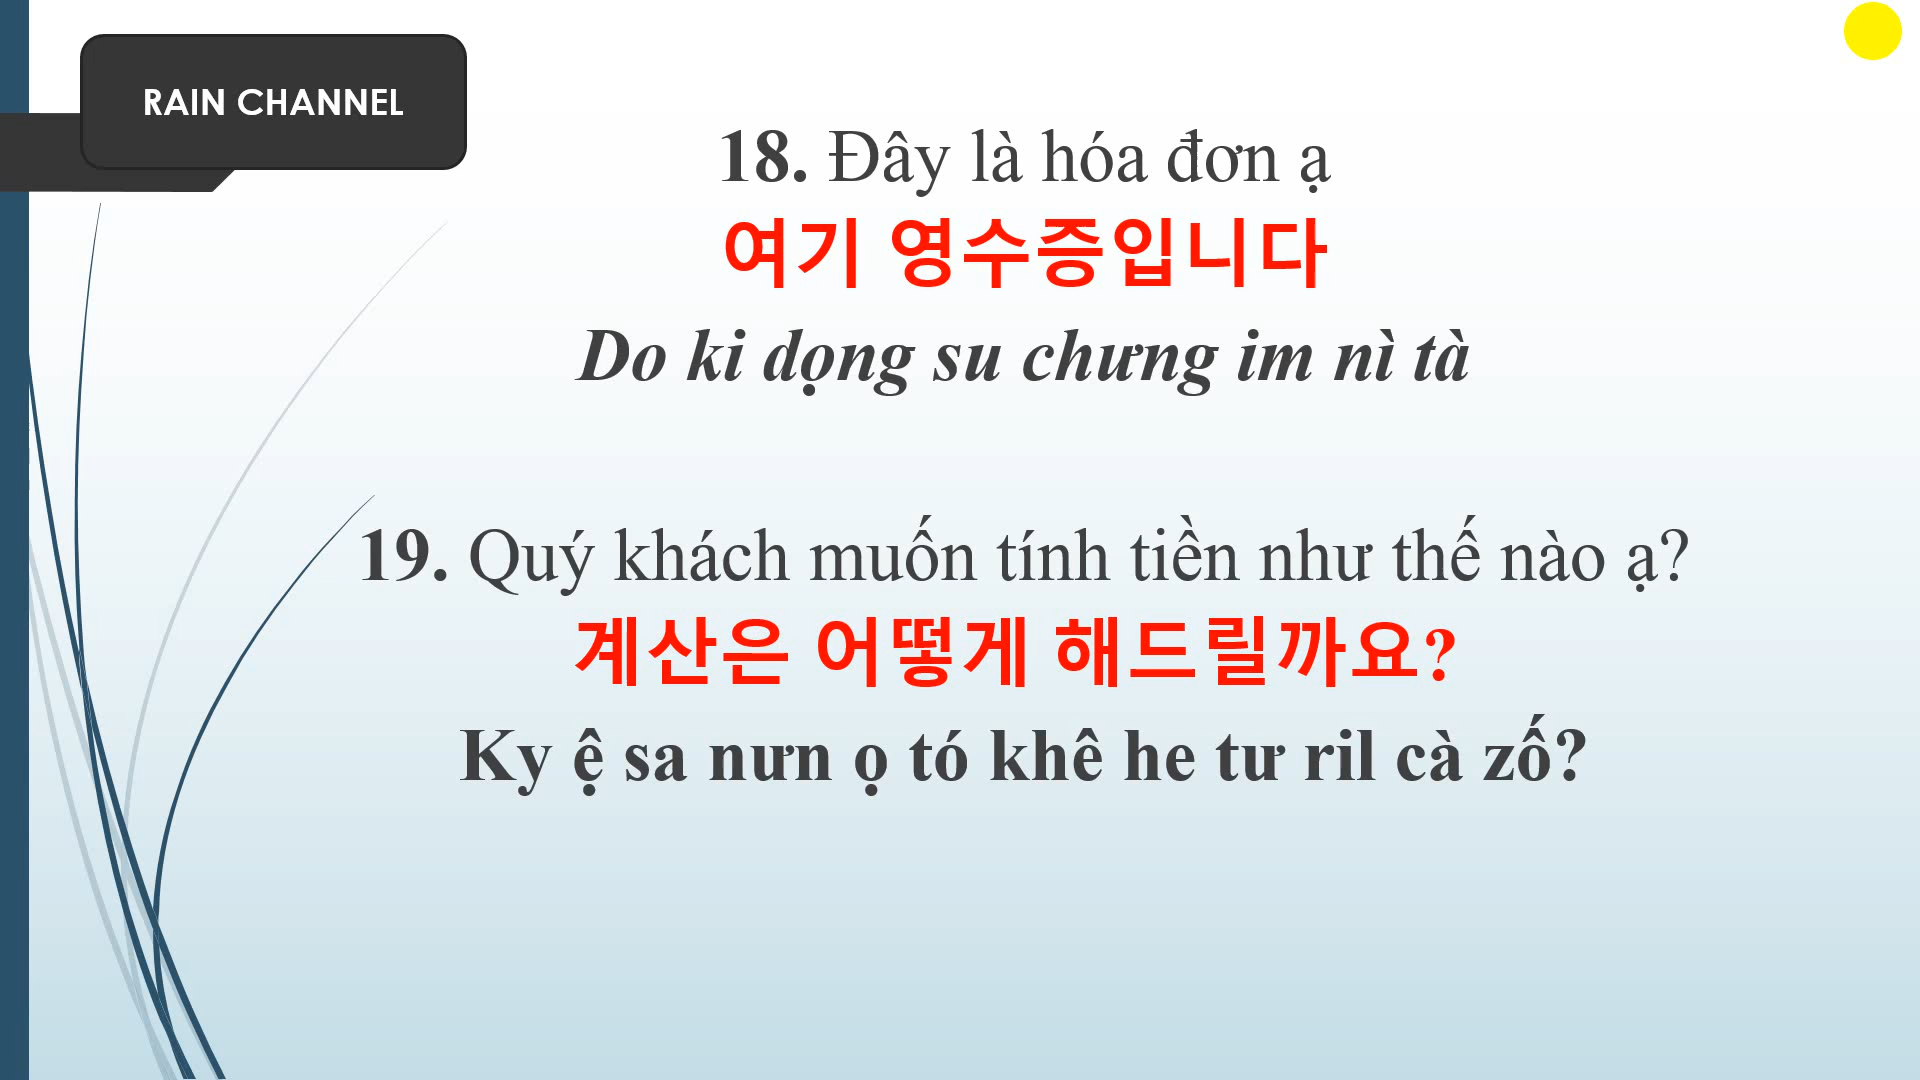 RAIN CHANNEL
18. Đây là hóa đơn ạ
여기 영수증입니다
Do ki dọng su chưng im nì tà
19. Quý khách muốn tính tiền như thế nào ạ?
계산은 어떻게 해드릴까요?
Ky ệ sa nưn ọ tó khê he tư ril cà zố?